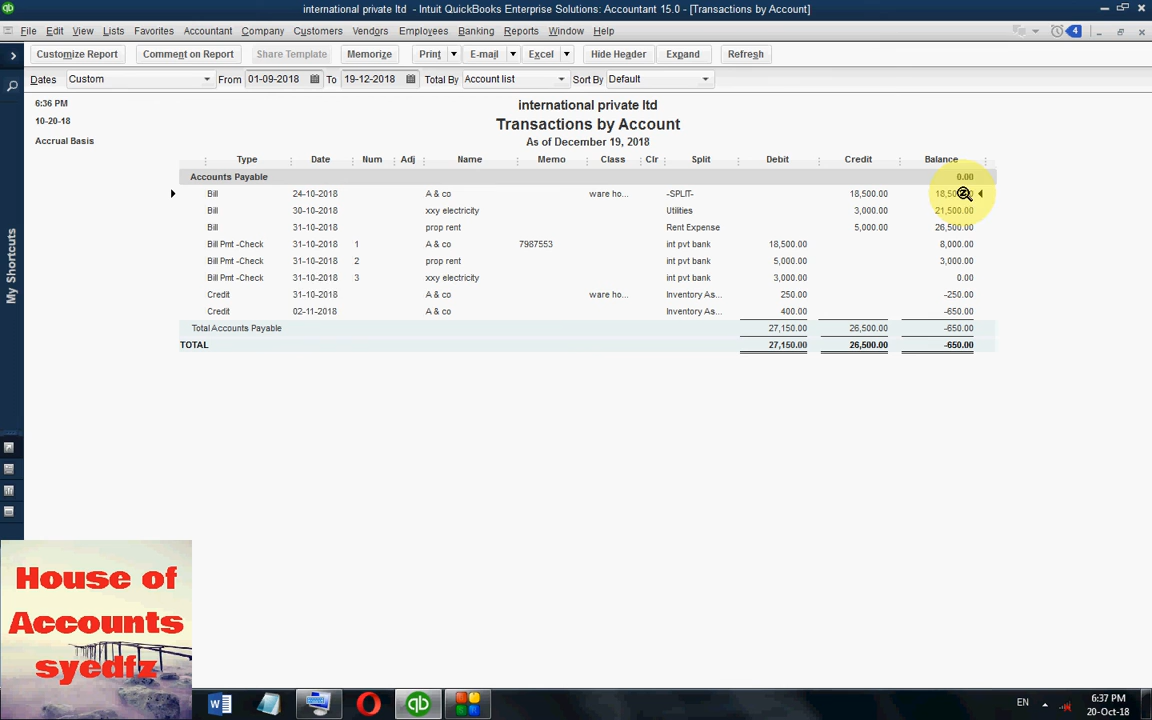 international private ltd - Intuit QuickBooks Enterprise Solutions: Accountant 15.0 - [Transactions by Account]
File Edit View Lists Favorites Accountant Company Customers Vendors Employees Banking Reports Window Help 4
Customize Report Comment on Report Share Template Memorize Print E-mail Excel Hide Header Expand Refresh
Dates Custom From 01-09-2018 To 19-12-2018 Total By Account list Sort By Default
6:36 PM
10-20-18
Accrual Basis
international private ltd
Transactions by Account
As of December 19, 2018
Type Date Num Adj Name Memo Class Clr Split Debit Credit Balance
Accounts Payable 0.00
Bill 24-10-2018 A & co ware ho... -SPLIT- 18,500.00
Bill 30-10-2018 xxy electricity Utilities 3,000.00 21,500.00
Bill 31-10-2018 prop rent Rent Expense 5,000.00 26,500.00
Bill Pmt -Check 31-10-2018 1 A & co 7987553 int pvt bank 18,500.00 8,000.00
Bill Pmt -Check 31-10-2018 2 prop rent int pvt bank 5,000.00 3,000.00
Bill Pmt -Check 31-10-2018 3 xxy electricity int pvt bank 3,000.00 0.00
Credit 31-10-2018 A & co ware ho... Inventory As... 250.00 -250.00
Credit 02-11-2018 A & co Inventory As... 400.00 -650.00
Total Accounts Payable 27,150.00 26,500.00 -650.00
TOTAL 27,150.00 26,500.00 -650.00
My Shortcuts
House of
Accounts
syedfz
EN
6:37 PM
20-Oct-18